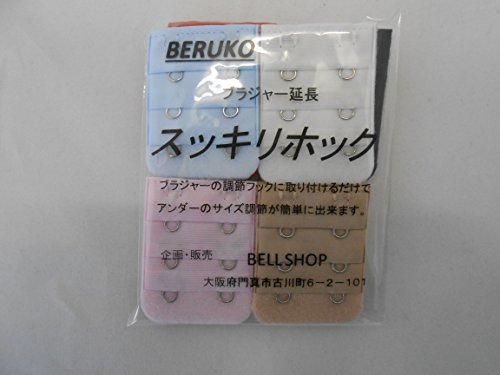 BERUKO
ブラジャー延長
スッキリホック
ブラジャーの調節フックに取り付けるだけで
アンダーのサイズ調節が簡単に出来ます。
企画・販売
BELL SHOP
大阪府門真市古川町6-2-101